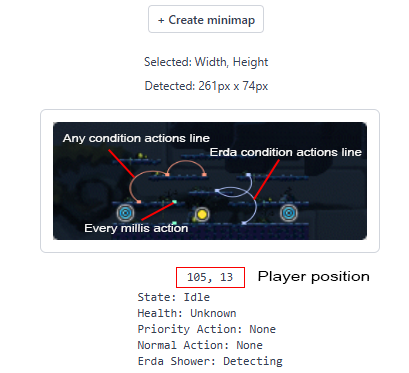 + Create minimap
Selected: Width, Height
Detected: 261px x 74px
Any condition actions line
Erda condition actions line
Every millis action
105, 13
Player position
State: Idle
Health: Unknown
Priority Action: None
Normal Action: None
Erda Shower: Detecting